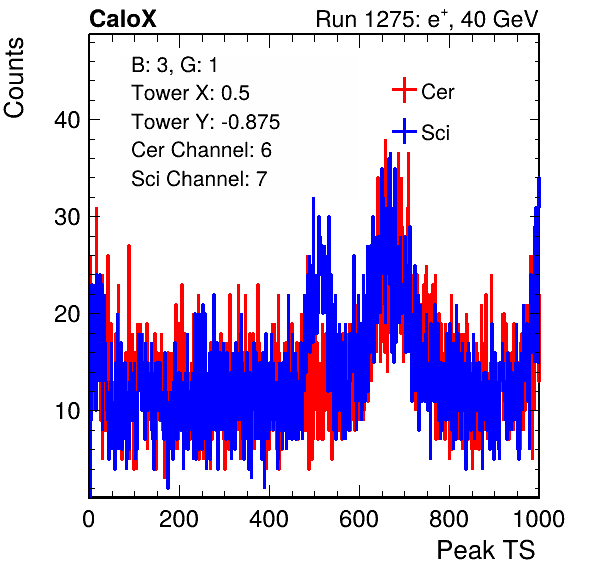 CaloX
Run 1275: e+, 40 GeV
Counts
B: 3, G: 1
Tower X: 0.5
Tower Y: -0.875
Cer Channel: 6
Sci Channel: 7
Cer
Sci
40
30
20
10
0 200 400 600 800 1000
Peak TS